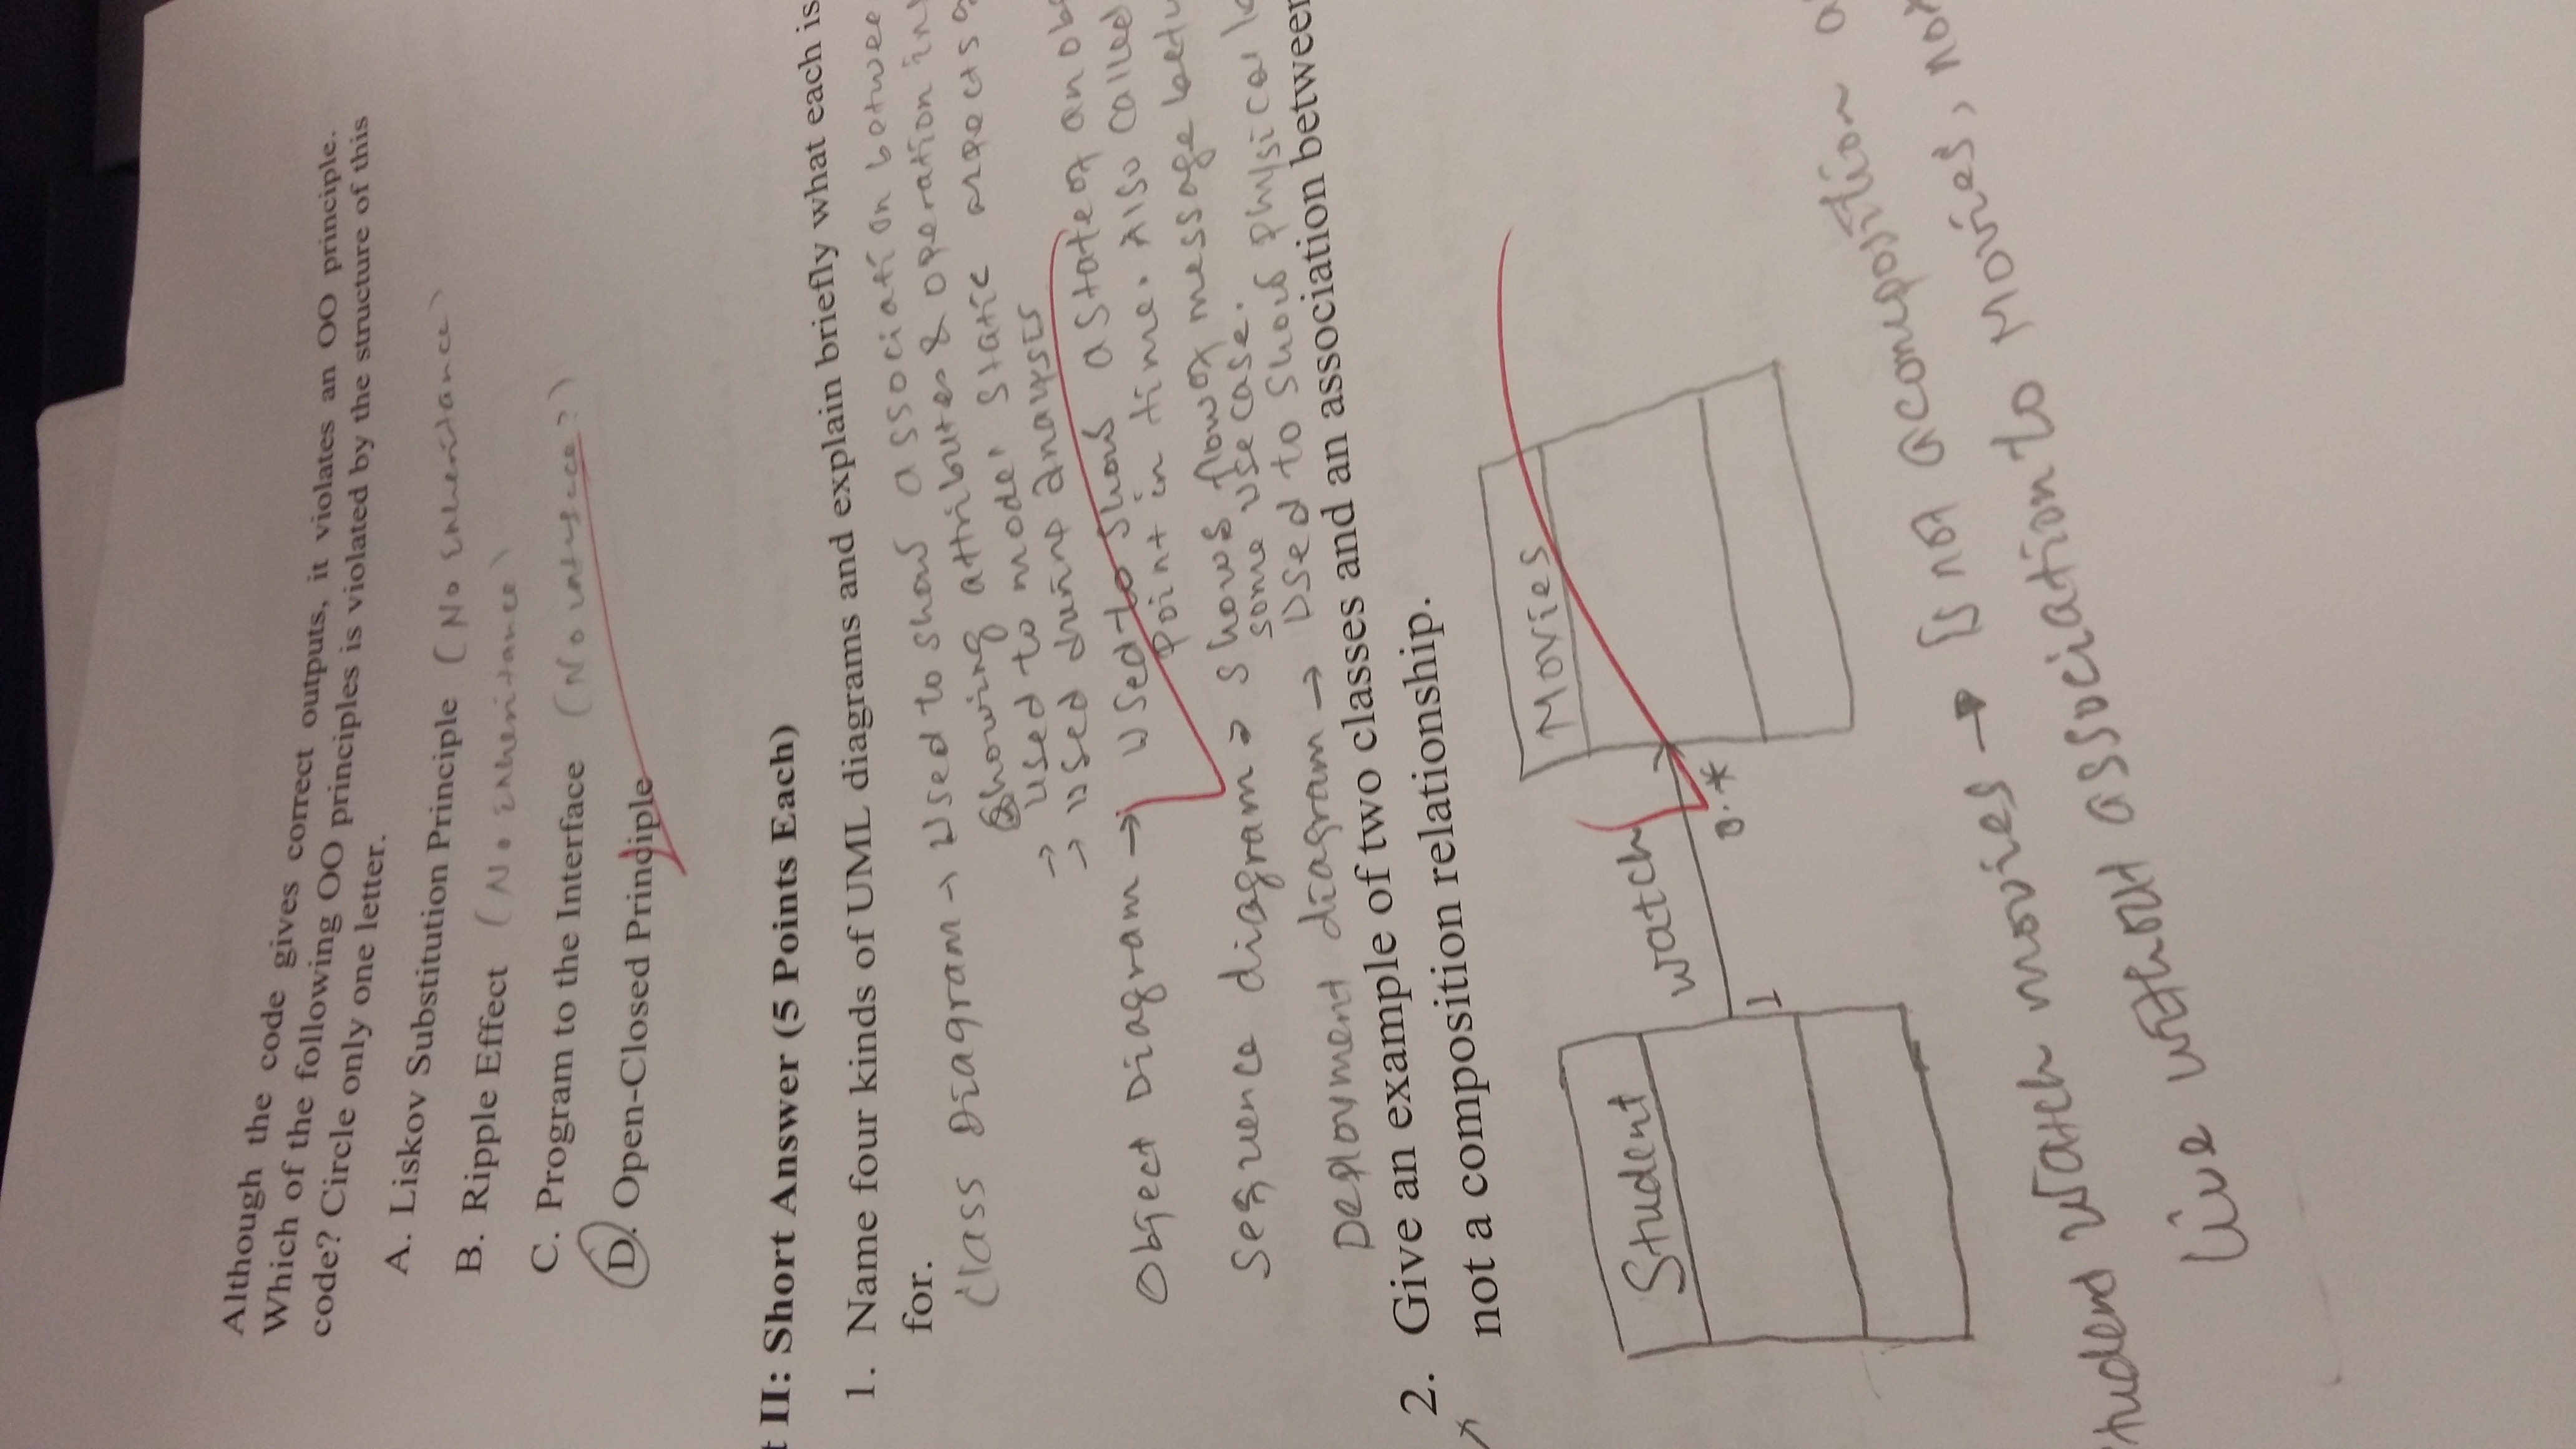 Although the code gives correct outputs, it violates an OO principle.
Which of the following OO principles is violated by the structure of this
code? Circle only one letter.
A. Liskov Substitution Principle (No Inheritance)
B. Ripple Effect (No inheritance)
C. Program to the Interface (No interface?)
D. Open-Closed Principle
t II: Short Answer (5 Points Each)
1. Name four kinds of UML diagrams and explain briefly what each is
for.
Class Diagram → Used to show association betwee
Showing attributes & operation in
→ Used to model static aspects
→ Used during analysis
Object Diagram → Used to show a state of an ob
point in time. Also called
Sequence diagram → shows flow of message betw
some use case.
Deployment diagram → Used to show physical
2. Give an example of two classes and an association between
not a composition relationship.
Student
watch
Movies
1
0..*
tudent watch movies → Is not a composition a
live without association to Movies, not